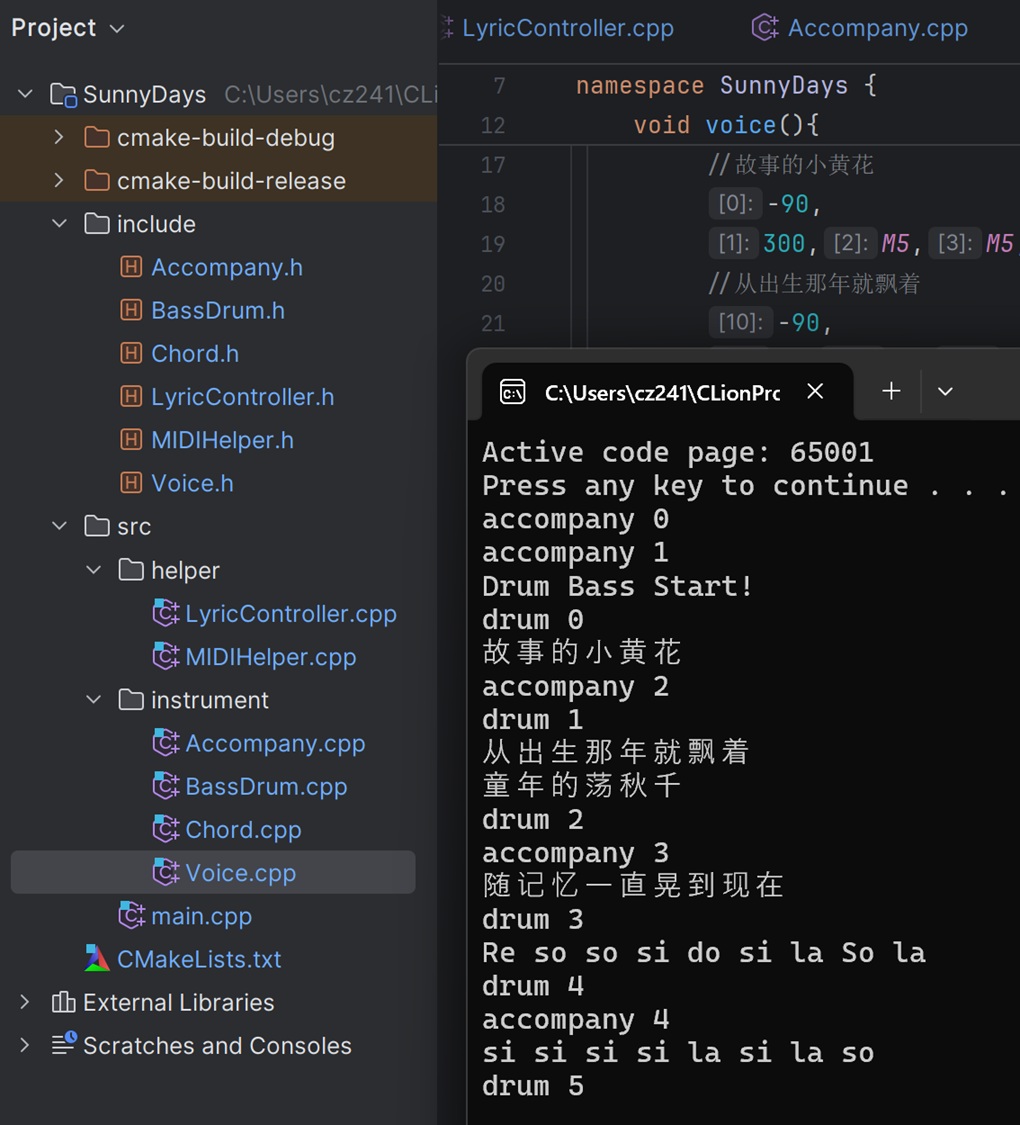 Project
SunnyDays C:\Users\cz241\CLi
cmake-build-debug
cmake-build-release
include
Accompany.h
BassDrum.h
Chord.h
LyricController.h
MIDIHelper.h
Voice.h
src
helper
LyricController.cpp
MIDIHelper.cpp
instrument
Accompany.cpp
BassDrum.cpp
Chord.cpp
Voice.cpp
main.cpp
CMakeLists.txt
External Libraries
Scratches and Consoles
LyricController.cpp Accompany.cpp
7 namespace SunnyDays {
12 void voice(){
17 //故事的小黄花
18 [0]: -90,
19 [1]: 300, [2]: M5, [3]: M5
20 //从出生那年就飘着
21 [10]: -90,
C:\Users\cz241\CLionPro
Active code page: 65001
Press any key to continue . . .
accompany 0
accompany 1
Drum Bass Start!
drum 0
故事的小黄花
accompany 2
drum 1
从出生那年就飘着
童年的荡秋千
drum 2
accompany 3
随记忆一直晃到现在
drum 3
Re so so si do si la So la
drum 4
accompany 4
si si si si la si la so
drum 5